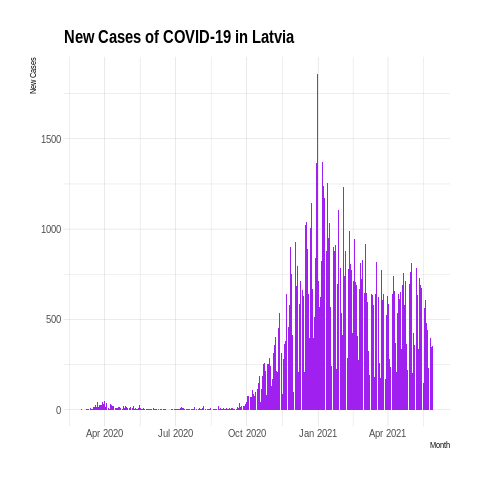 New Cases of COVID-19 in Latvia
New Cases
1500
1000
500
0
Apr 2020 Jul 2020 Oct 2020 Jan 2021 Apr 2021
Month